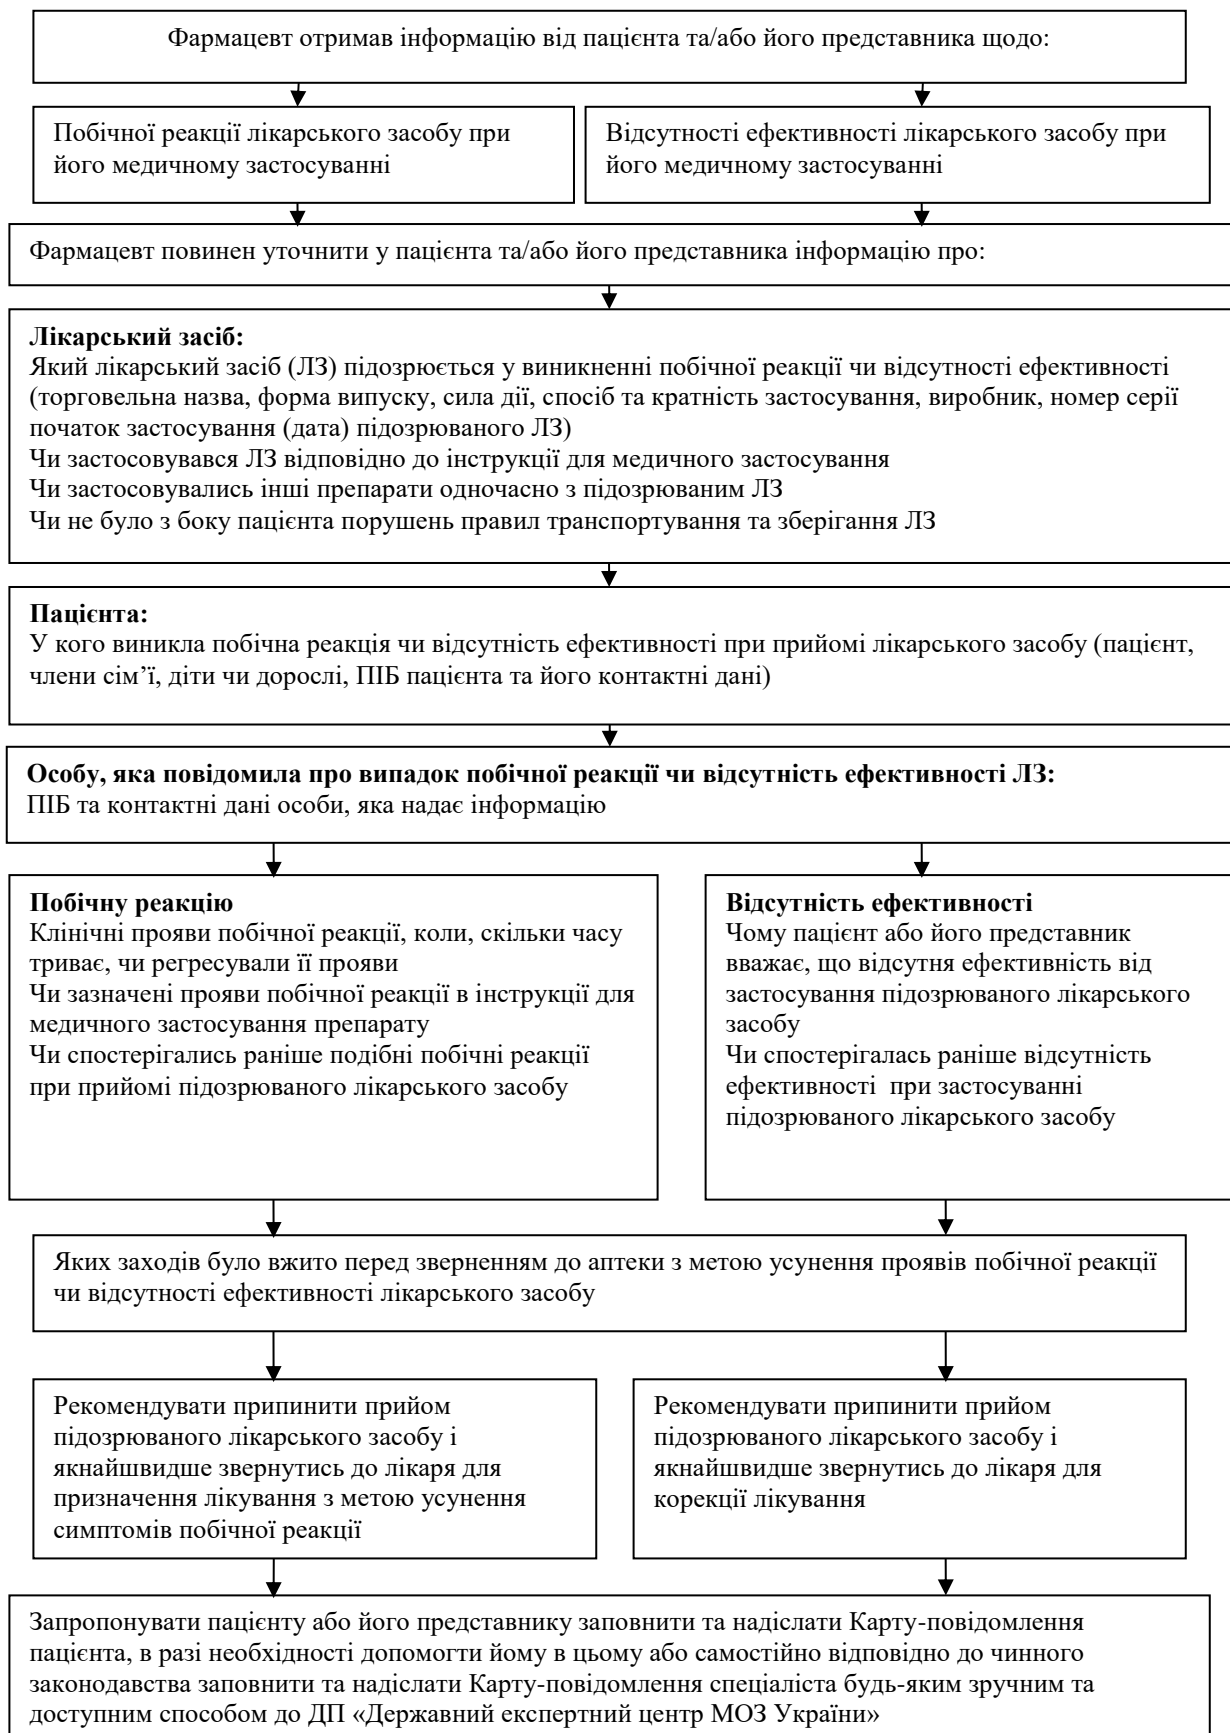 Фармацевт отримав інформацію від пацієнта та/або його представника щодо:
Побічної реакції лікарського засобу при
його медичному застосуванні
Відсутності ефективності лікарського засобу при
його медичному застосуванні
Фармацевт повинен уточнити у пацієнта та/або його представника інформацію про:
Лікарський засіб:
Який лікарський засіб (ЛЗ) підозрюється у виникненні побічної реакції чи відсутності ефективності
(торговельна назва, форма випуску, сила дії, спосіб та кратність застосування, виробник, номер серії
початок застосування (дата) підозрюваного ЛЗ)
Чи застосовувався ЛЗ відповідно до інструкції для медичного застосування
Чи застосовувались інші препарати одночасно з підозрюваним ЛЗ
Чи не було з боку пацієнта порушень правил транспортування та зберігання ЛЗ
Пацієнта:
У кого виникла побічна реакція чи відсутність ефективності при прийомі лікарського засобу (пацієнт,
члени сім’ї, діти чи дорослі, ПІБ пацієнта та його контактні дані)
Особу, яка повідомила про випадок побічної реакції чи відсутність ефективності ЛЗ:
ПІБ та контактні дані особи, яка надає інформацію
Побічну реакцію
Клінічні прояви побічної реакції, коли, скільки часу
триває, чи регресували її прояви
Чи зазначені прояви побічної реакції в інструкції для
медичного застосування препарату
Чи спостерігались раніше подібні побічні реакції
при прийомі підозрюваного лікарського засобу
Відсутність ефективності
Чому пацієнт або його представник
вважає, що відсутня ефективність від
застосування підозрюваного лікарського
засобу
Чи спостерігалась раніше відсутність
ефективності при застосуванні
підозрюваного лікарського засобу
Яких заходів було вжито перед зверненням до аптеки з метою усунення проявів побічної реакції
чи відсутності ефективності лікарського засобу
Рекомендувати припинити прийом
підозрюваного лікарського засобу і
якнайшвидше звернутись до лікаря для
призначення лікування з метою усунення
симптомів побічної реакції
Рекомендувати припинити прийом
підозрюваного лікарського засобу і
якнайшвидше звернутись до лікаря для
корекції лікування
Запропонувати пацієнту або його представнику заповнити та надіслати Карту-повідомлення
пацієнта, в разі необхідності допомогти йому в цьому або самостійно відповідно до чинного
законодавства заповнити та надіслати Карту-повідомлення спеціаліста будь-яким зручним та
доступним способом до ДП «Державний експертний центр МОЗ України»